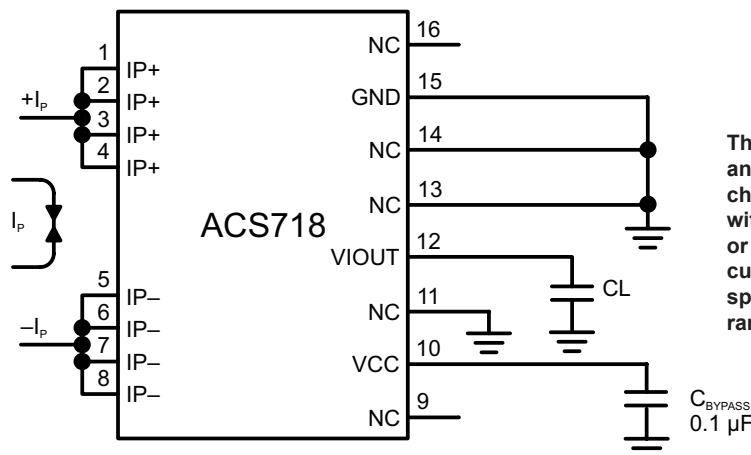 1
IP+
2
IP+
3
IP+
4
IP+
+IP
IP
5
IP–
6
IP–
7
IP–
8
IP–
–IP
ACS718
NC 16
GND 15
NC 14
NC 13
VIOUT 12
CL
NC 11
VCC 10
NC 9
CBYPASS
0.1 µF
Th
an
ch
wit
or
cu
sp
ran